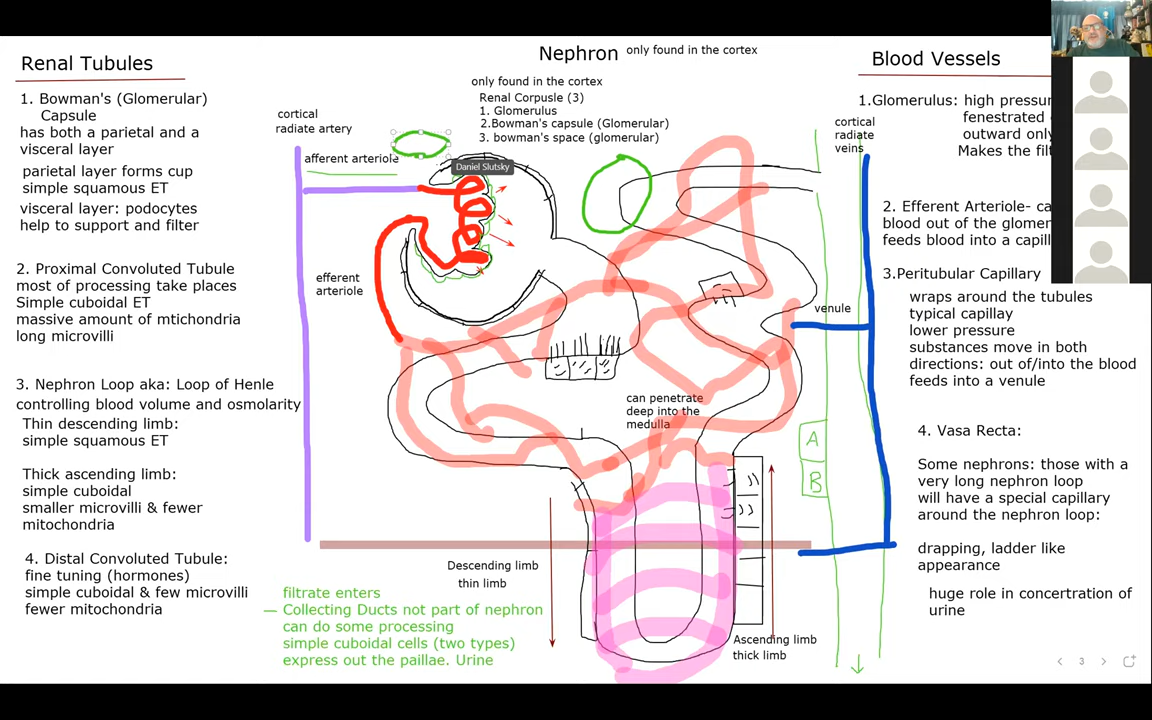 Nephron only found in the cortex
Renal Tubules
1. Bowman's (Glomerular)
Capsule
has both a parietal and a
visceral layer
parietal layer forms cup
simple squamous ET
visceral layer: podocytes
help to support and filter
2. Proximal Convoluted Tubule
most of processing take places
Simple cuboidal ET
massive amount of mtichondria
long microvilli
3. Nephron Loop aka: Loop of Henle
controlling blood volume and osmolarity
Thin descending limb:
simple squamous ET
Thick ascending limb:
simple cuboidal
smaller microvilli & fewer
mitochondria
4. Distal Convoluted Tubule:
fine tuning (hormones)
simple cuboidal & few microvilli
fewer mitochondria
cortical
radiate artery
afferent arteriole
efferent
arteriole
only found in the cortex
Renal Corpusle (3)
1. Glomerulus
2.Bowman's capsule (Glomerular)
3. bowman's space (glomerular)
Daniel Slutsky
can penetrate
deep into the
medulla
Descending limb
thin limb
filtrate enters
Collecting Ducts not part of nephron
can do some processing
simple cuboidal cells (two types)
express out the paillae. Urine
Ascending limb
thick limb
A
B
cortical
radiate
veins
venule
Blood Vessels
1.Glomerulus: high pressur
fenestrated
outward only
Makes the filt
2. Efferent Arteriole- ca
blood out of the glomer
feeds blood into a capill
3.Peritubular Capillary
wraps around the tubules
typical capillay
lower pressure
substances move in both
directions: out of/into the blood
feeds into a venule
4. Vasa Recta:
Some nephrons: those with a
very long nephron loop
will have a special capillary
around the nephron loop:
drapping, ladder like
appearance
huge role in concertration of
urine
3